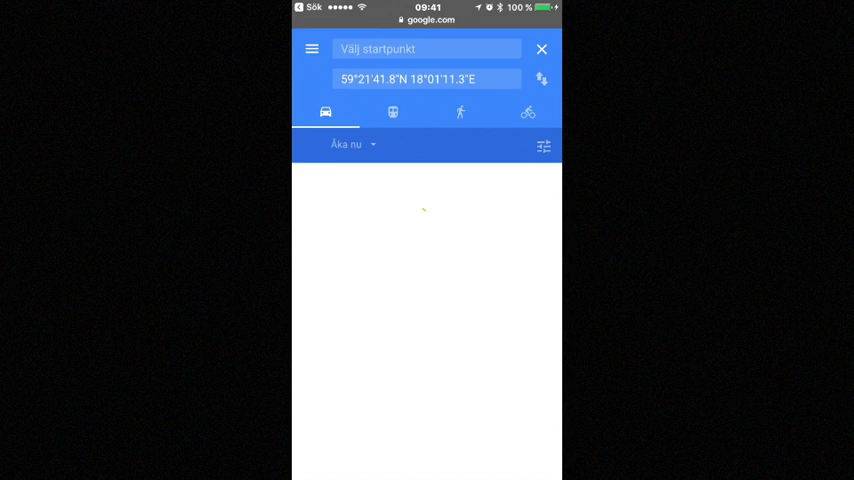 Sök 09:41 100 %
google.com
Välj startpunkt
59°21'41.8"N 18°01'11.3"E
Åka nu